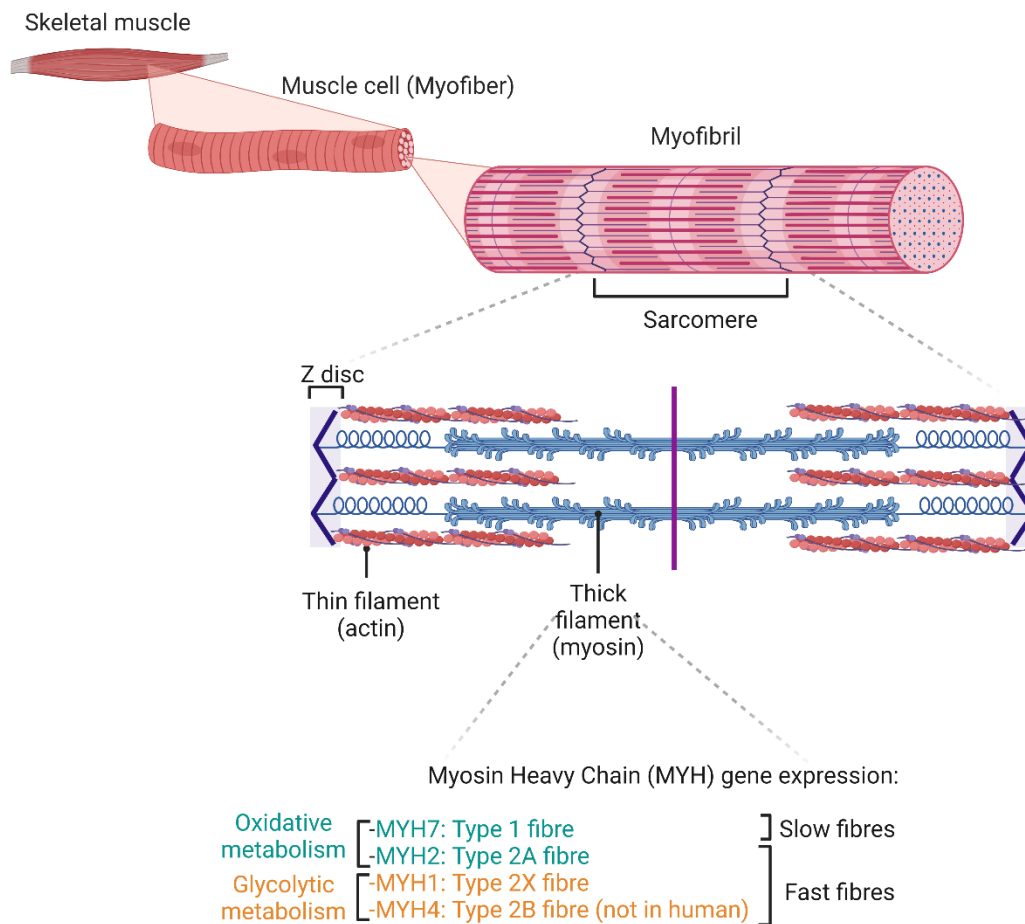 Skeletal muscle
Muscle cell (Myofiber)
Myofibril
Sarcomere
Z disc
Thin filament
(actin)
Thick
filament
(myosin)
Myosin Heavy Chain (MYH) gene expression:
Oxidative
metabolism
-MYH7: Type 1 fibre
-MYH2: Type 2A fibre
Glycolytic
metabolism
-MYH1: Type 2X fibre
-MYH4: Type 2B fibre (not in human)
Slow fibres
Fast fibres